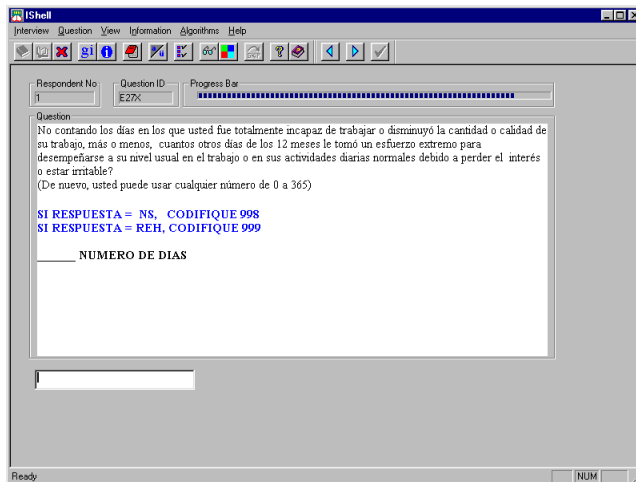 IShell
Interview Question View Information Algorithms Help
Respondent No
Question ID
Progress Bar
1
E27X
Question
No contando los días en los que usted fue totalmente incapaz de trabajar o disminuyó la cantidad o calidad de
su trabajo, más o menos, cuantos otros días de los 12 meses le tomó un esfuerzo extremo para
desempeñarse a su nivel usual en el trabajo o en sus actividades diarias normales debido a perder el interés
o estar irritable?
(De nuevo, usted puede usar cualquier número de 0 a 365)
SI RESPUESTA = NS, CODIFIQUE 998
SI RESPUESTA = REH, CODIFIQUE 999
______ NUMERO DE DIAS
Ready
NUM